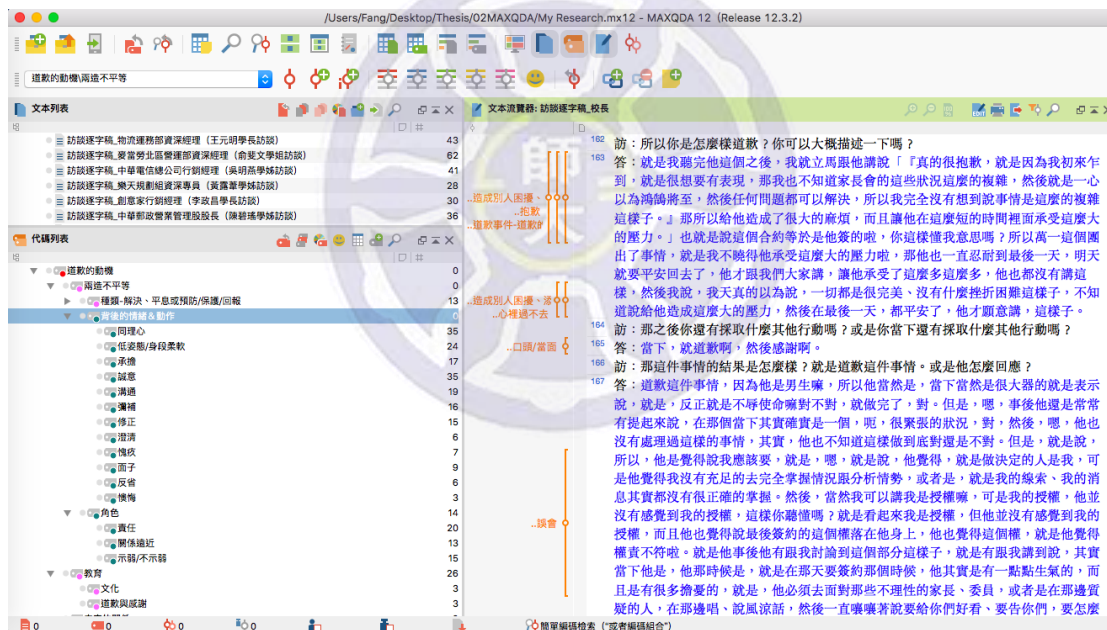 /Users/Fang/Desktop/Thesis/02MAXQDA/My Research.mx12 - MAXQDA 12 (Release 12.3.2)
道歉的動機\兩造不平等
文本列表
訪談逐字稿_物流運務部資深經理（王元明學長訪談） 43
訪談逐字稿_麥當勞北區營運部資深經理（俞斐文學姐訪談） 62
訪談逐字稿_中華電信總公司行銷經理（吳明燕學姊訪談） 41
訪談逐字稿_樂天規劃組資深專員（黃靄葦學姊訪談） 28
訪談逐字稿_創意家行銷經理（李政昌學長訪談） 30
訪談逐字稿_中華郵政營業管理股股長（陳碧瑤學姊訪談） 36
代碼列表
道歉的動機 0
兩造不平等 0
種類-解決、平息或預防/保護/回報 13
背後的情緒&動作 0
同理心 35
低姿態/身段柔軟 24
承擔 17
誠意 35
溝通 19
彌補 16
修正 15
澄清 6
愧疚 7
面子 9
反省 6
懊悔 3
角色 14
責任 20
關係遠近 13
示弱/不示弱 15
教育 26
文化 3
道歉與感謝 3
文本瀏覽器: 訪談逐字稿_校長
..造成別人困擾、
..抱歉
..道歉事件-道歉的
..造成別人困擾、添
..心裡過不去
..口頭/當面
..誤會
162 訪：所以你是怎麼樣道歉？你可以大概描述一下嗎？
163 答：就是我聽完他這個之後，我就立馬跟他講說「『真的很抱歉，就是因為我初來乍
到，就是很想要有表現，那我也不知道家長會的這些狀況這麼的複雜，然後就是一心
以為鴻鵠將至，然後任何問題都可以解決，所以我完全沒有想到說事情是這麼的複雜
這樣子。』那所以給他造成了很大的麻煩，而且讓他在這麼短的時間裡面承受這麼大
的壓力。」也就是說這個合約等於是他簽的啦，你這樣懂我意思嗎？所以萬一這個團
出了事情，就是我不曉得他承受這麼大的壓力啦，那他也一直忍耐到最後一天，明天
就要平安回去了，他才跟我們大家講，讓他承受了這麼多這麼多，他也都沒有講這
樣，然後我說，我天真的以為說，一切都是很完美、沒有什麼挫折困難這樣子，不知
道說給他造成這麼大的壓力，然後在最後一天，都平安了，他才願意講，這樣子。
164 訪：那之後你還有採取什麼其他行動嗎？或是你當下還有採取什麼其他行動嗎？
165 答：當下，就道歉啊，然後感謝啊。
166 訪：那這件事情的結果是怎麼樣？就是道歉這件事情。或是他怎麼回應？
167 答：道歉這件事情，因為他是男生嘛，所以他當然是，當下當然是很大器的就是表示
說，就是，反正就是不辱使命嘛對不對，就做完了，對。但是，嗯，事後他還是常常
有提起來說，在那個當下其實確實是一個，呃，很緊張的狀況，對，然後，嗯，他也
沒有處理過這樣的事情，其實，他也不知道這樣做到底對還是不對。但是，就是說，
所以，他是覺得說我應該要，就是，嗯，就是說，他覺得，就是做決定的人是我，可
是他覺得我沒有充足的去完全掌握情況跟分析情勢，或者是，就是我的線索、我的消
息其實都沒有很正確的掌握。然後，當然我可以講我是授權嘛，可是我的授權，他並
沒有感覺到我的授權，這樣你聽懂嗎？就是看起來我是授權，但他並沒有感覺到我的
授權，而且他也覺得說最後簽約的這個權落在他身上，他也覺得這個權，就是他覺得
權責不符啦。就是他事後他有跟我討論到這個部分這樣子，就是有跟我講到說，其實
當下他是，他那時候是，就是在那天要簽約那個時候，他其實是有一點點生氣的，而
且是有很多擔憂的，就是，他必須去面對那些不理性的家長、委員，或者是在那邊質
疑的人，在那邊唱、說風涼話，然後一直嚷嚷著說要給你們好看、要告你們，要怎麼
0 0 0 0 簡單編碼檢索（"或者編碼組合"）